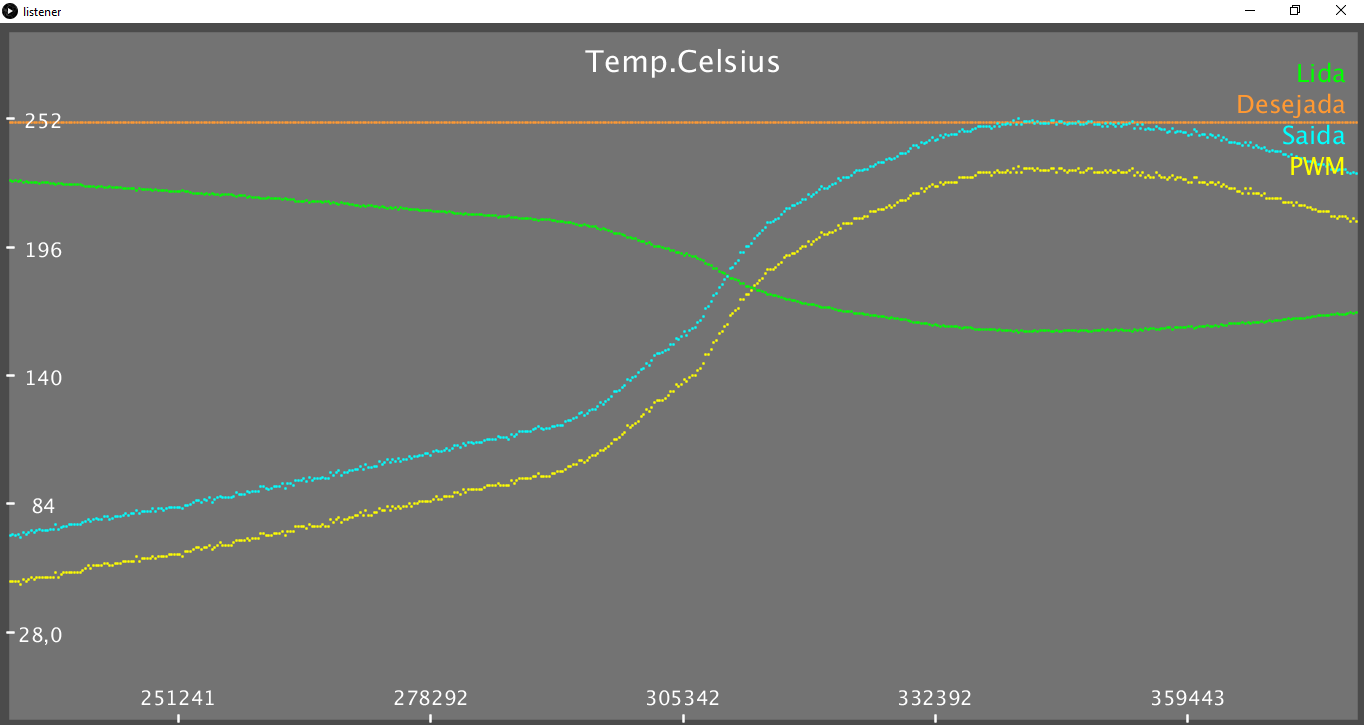 listener
Temp.Celsius
Lida
Desejada
Saida
PWM
252
196
140
84
28,0
251241 278292 305342 332392 359443